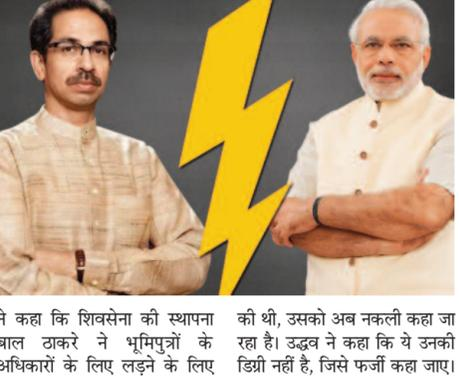 ने कहा कि शिवसेना की स्थापना
बाल ठाकरे ने भूमिपुत्रों के
अधिकारों के लिए लड़ने के लिए
की थी, उसको अब नकली कहा जा
रहा है। उद्धव ने कहा कि ये उनकी
डिग्री नहीं है, जिसे फर्जी कहा जाए।